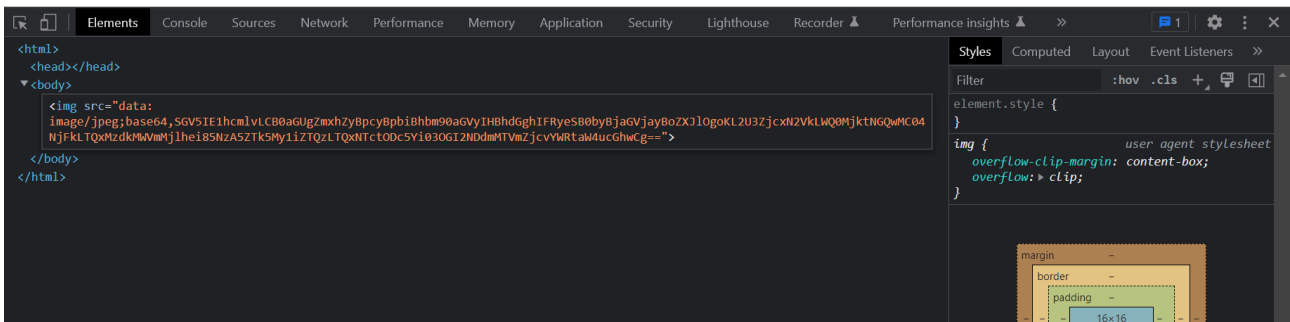 Elements Console Sources Network Performance Memory Application Security Lighthouse Recorder Performance insights » 1
<html>
<head></head>
▼<body>
<img src="data:
image/jpeg;base64,SGV5IE1hcmlvLCB0aGUgZmxhZyBpcyBpbiBhbm90aGVyIHBhdGghIFRyeSB0byBjaGVjayBoZXJlOgoKL2U3ZjcxN2VkLWQ0MjktNGQwMC04
NjFkLTQxMzdkMWVmMjlhei85NzA5ZTk5My1iZTQzLTQxNTctODc5Yi03OGI2NDdmMTVmZjcvYWRtaW4ucGhwCg==">
</body>
</html>
Styles Computed Layout Event Listeners »
Filter :hov .cls +
element.style {
}
img { user agent stylesheet
overflow-clip-margin: content-box;
overflow:▶ clip;
}
margin –
border –
padding –
– – – 16×16 – – –